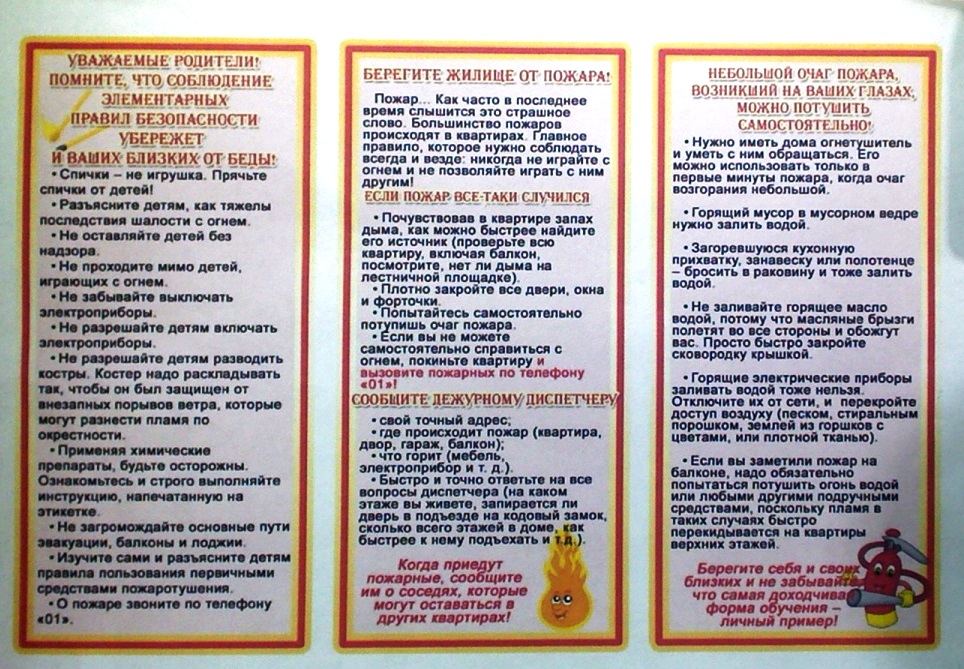 УВАЖАЕМЫЕ РОДИТЕЛИ!
ПОМНИТЕ, ЧТО СОБЛЮДЕНИЕ
ЭЛЕМЕНТАРНЫХ
ПРАВИЛ БЕЗОПАСНОСТИ
УБЕРЕЖЕТ
И ВАШИХ БЛИЗКИХ ОТ БЕДЫ!
• Спички – не игрушка. Прячьте
спички от детей!
• Разъясните детям, как тяжелы
последствия шалости с огнем.
• Не оставляйте детей без
надзора.
• Не проходите мимо детей,
играющих с огнем.
• Не забывайте выключать
электроприборы.
• Не разрешайте детям включать
электроприборы.
• Не разрешайте детям разводить
костры. Костер надо раскладывать
так, чтобы он был защищен от
внезапных порывов ветра, которые
могут разнести пламя по
окрестности.
• Применяя химические
препараты, будьте осторожны.
Ознакомьтесь и строго выполняйте
инструкцию, напечатанную на
этикетке.
• Не загромождайте основные пути
эвакуации, балконы и лоджии.
• Изучите сами и разъясните детям
правила пользования первичными
средствами пожаротушения.
• О пожаре звоните по телефону
«01».
БЕРЕГИТЕ ЖИЛИЩЕ ОТ ПОЖАРА!
Пожар... Как часто в последнее
время слышится это страшное
слово. Большинство пожаров
происходят в квартирах. Главное
правило, которое нужно соблюдать
всегда и везде: никогда не играйте с
огнем и не позволяйте играть с ним
другим!
ЕСЛИ ПОЖАР ВСЕ-ТАКИ СЛУЧИЛСЯ
• Почувствовав в квартире запах
дыма, как можно быстрее найдите
его источник (проверьте всю
квартиру, включая балкон,
посмотрите, нет ли дыма на
лестничной площадке).
• Плотно закройте все двери, окна
и форточки.
• Попытайтесь самостоятельно
потушишь очаг пожара.
• Если вы не можете
самостоятельно справиться с
огнем, покиньте квартиру и
вызовите пожарных по телефону
«01»!
СООБЩИТЕ ДЕЖУРНОМУ ДИСПЕТЧЕРУ
• свой точный адрес;
• где происходит пожар (квартира,
двор, гараж, балкон);
• что горит (мебель,
электроприбор и т. д.).
• Быстро и точно ответьте на все
вопросы диспетчера (на каком
этаже вы живете, запирается ли
дверь в подъезде на кодовый замок,
сколько всего этажей в доме, как
быстрее к нему подъехать и т.д.).
Когда приедут
пожарные, сообщите
им о соседях, которые
могут оставаться в
других квартирах!
НЕБОЛЬШОЙ ОЧАГ ПОЖАРА,
ВОЗНИКШИЙ НА ВАШИХ ГЛАЗАХ,
МОЖНО ПОТУШИТЬ
САМОСТОЯТЕЛЬНО!
• Нужно иметь дома огнетушитель
и уметь с ним обращаться. Его
можно использовать только в
первые минуты пожара, когда очаг
возгорания небольшой.
• Горящий мусор в мусорном ведре
нужно залить водой.
• Загоревшуюся кухонную
прихватку, занавеску или полотенце
– бросить в раковину и тоже залить
водой.
• Не заливайте горящее масло
водой, потому что масляные брызги
полетят во все стороны и обожгут
вас. Просто быстро закройте
сковородку крышкой.
• Горящие электрические приборы
заливать водой тоже нельзя.
Отключите их от сети, и перекройте
доступ воздуху (песком, стиральным
порошком, землей из горшков с
цветами, или плотной тканью).
• Если вы заметили пожар на
балконе, надо обязательно
попытаться потушить огонь водой
или любыми другими подручными
средствами, поскольку пламя в
таких случаях быстро
перекидывается на квартиры
верхних этажей.
Берегите себя и своих
близких и не забывайте,
что самая доходчивая
форма обучения –
личный пример!